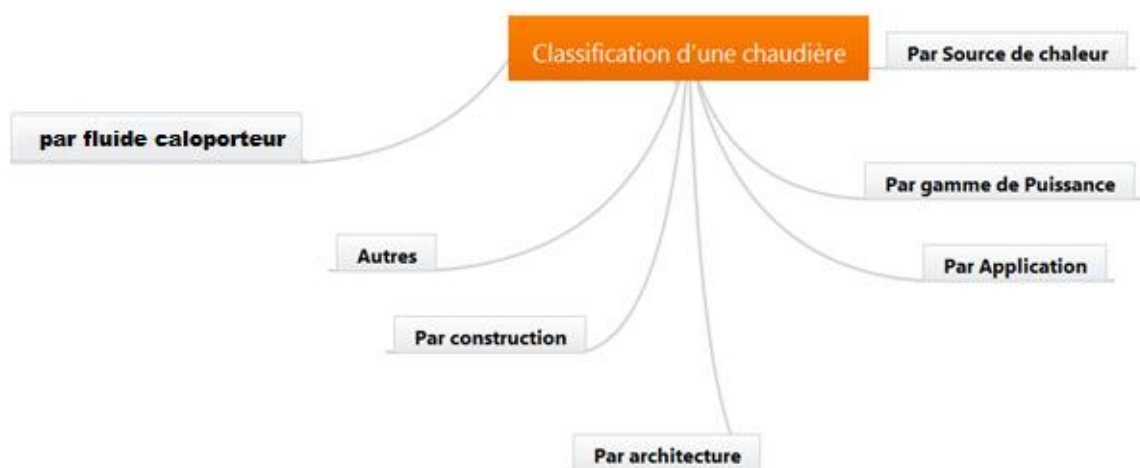 Classification d'une chaudière
Par Source de chaleur
par fluide caloporteur
Par gamme de Puissance
Autres
Par Application
Par construction
Par architecture